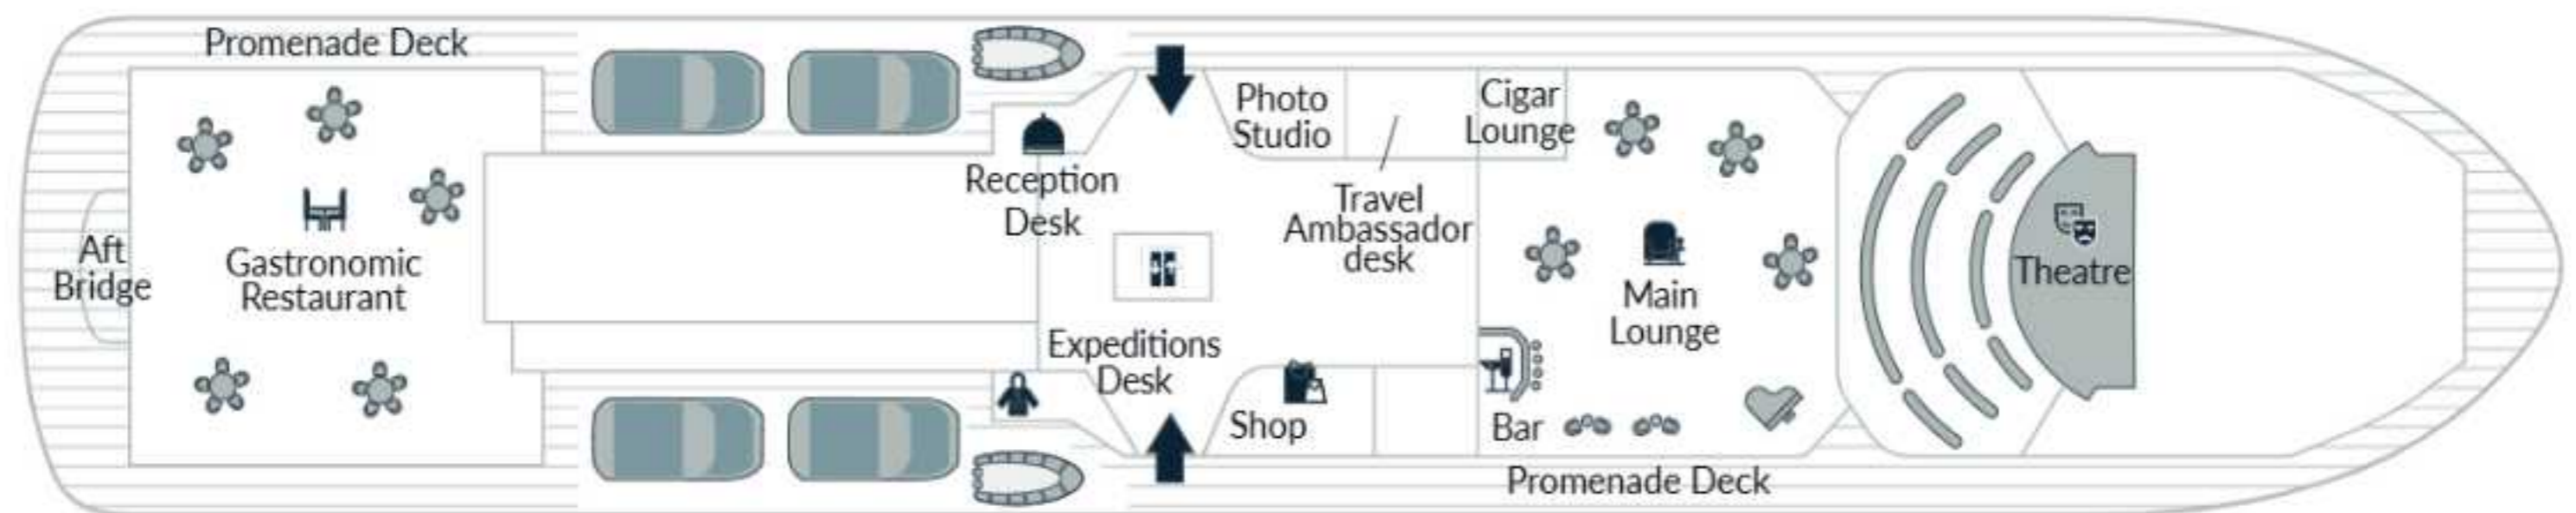 Promenade Deck
Aft
Bridge
Gastronomic
Restaurant
Reception
Desk
Expeditions
Desk
Photo
Studio
Travel
Ambassador
desk
Shop
Cigar
Lounge
Main
Lounge
Bar
Promenade Deck
Theatre